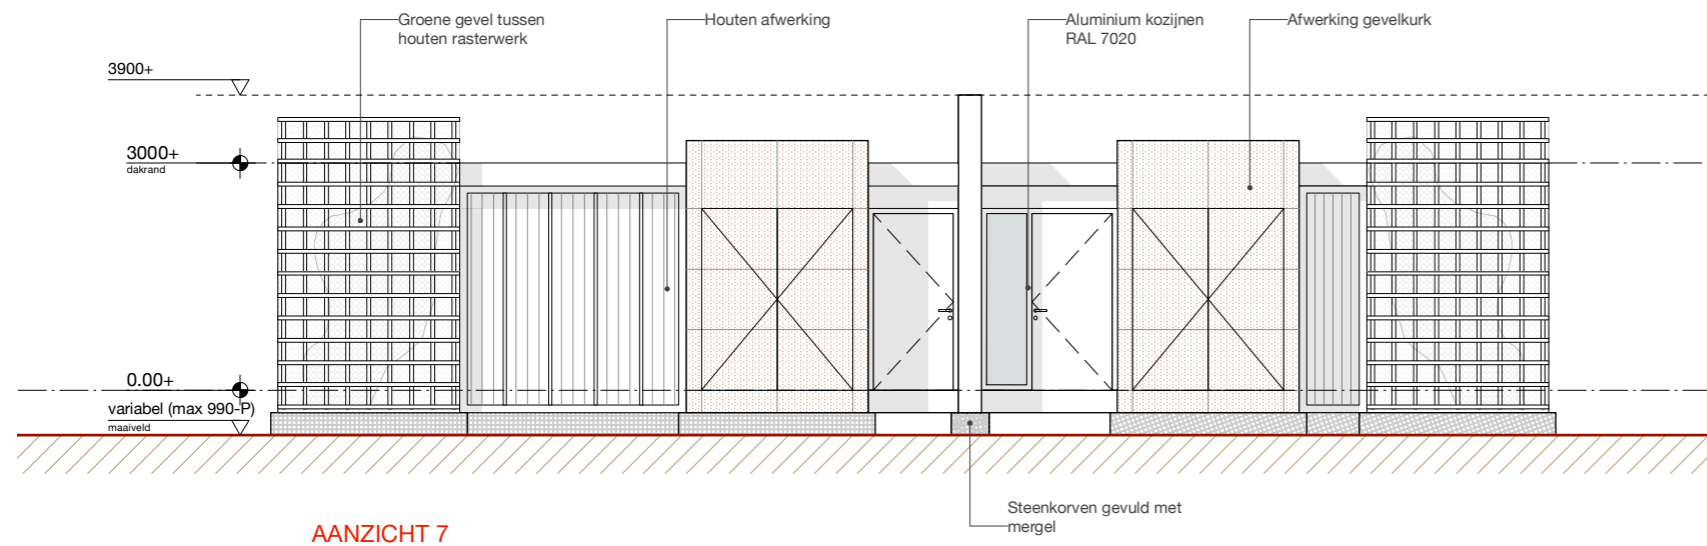 Groene gevel tussen
houten rasterwerk
Houten afwerking
Aluminium kozijnen
RAL 7020
Afwerking gevelkurk
3900+
3000+
dakrand
0.00+
variabel (max 990-P)
maaiveld
Steenkorven gevuld met
mergel
AANZICHT 7